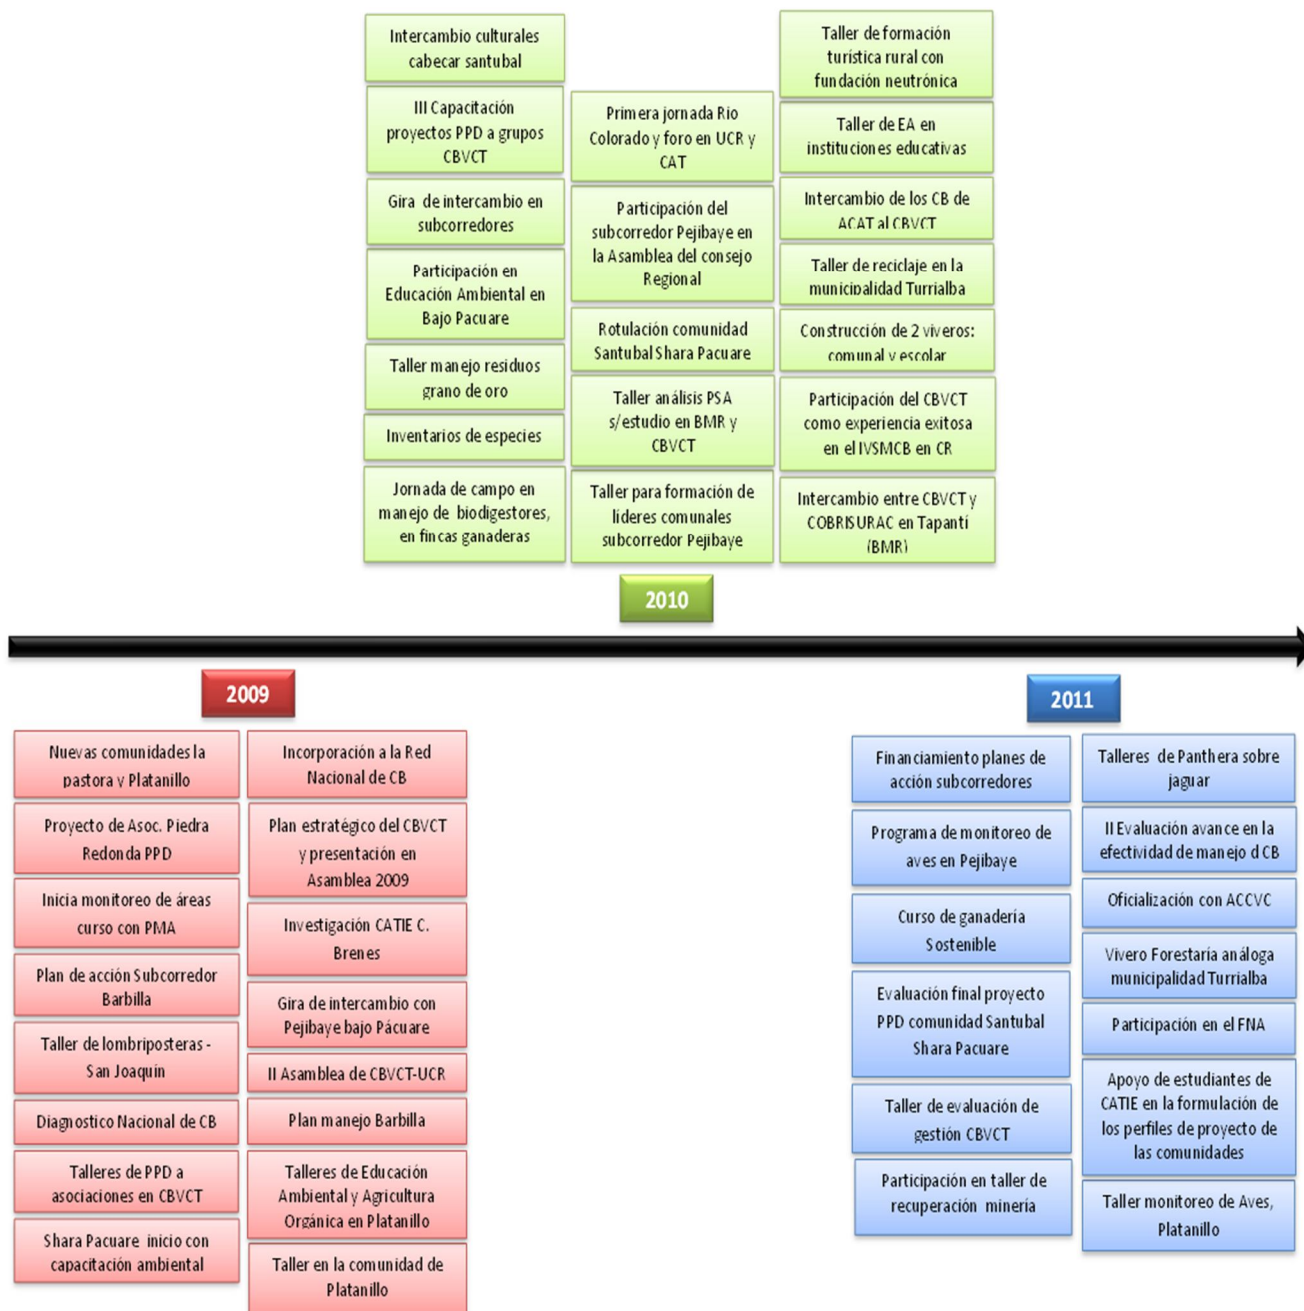 Intercambio culturales
cabecar santubal
III Capacitación
proyectos PPD a grupos
CBVCT
Gira de intercambio en
subcorredores
Participación en
Educación Ambiental en
Bajo Pacuare
Taller manejo residuos
grano de oro
Inventarios de especies
Jornada de campo en
manejo de biodigestores,
en fincas ganaderas
Primera jornada Rio
Colorado y foro en UCR y
CAT
Participación del
subcorredor Pejibaye en
la Asamblea del consejo
Regional
Rotulación comunidad
Santubal Shara Pacuare
Taller análisis PSA
s/estudio en BMR y
CBVCT
Taller para formación de
líderes comunales
subcorredor Pejibaye
Taller de formación
turística rural con
fundación neutrónica
Taller de EA en
instituciones educativas
Intercambio de los CB de
ACAT al CBVCT
Taller de reciclaje en la
municipalidad Turrialba
Construcción de 2 viveros:
comunal y escolar
Participación del CBVCT
como experiencia exitosa
en el IVSMCB en CR
Intercambio entre CBVCT y
COBRISURAC en Tapantí
(BMR)
2010
2009
Nuevas comunidades la
pastora y Platanillo
Proyecto de Asoc. Piedra
Redonda PPD
Inicia monitoreo de áreas
curso con PMA
Plan de acción Subcorredor
Barbilla
Taller de lombriposteras -
San Joaquín
Diagnostico Nacional de CB
Talleres de PPD a
asociaciones en CBVCT
Shara Pacuare inicio con
capacitación ambiental
Incorporación a la Red
Nacional de CB
Plan estratégico del CBVCT
y presentación en
Asamblea 2009
Investigación CATIE C.
Brenes
Gira de intercambio con
Pejibaye bajo Pácuare
II Asamblea de CBVCT-UCR
Plan manejo Barbilla
Talleres de Educación
Ambiental y Agricultura
Orgánica en Platanillo
Taller en la comunidad de
Platanillo
2011
Financiamiento planes de
acción subcorredores
Programa de monitoreo de
aves en Pejibaye
Curso de ganadería
Sostenible
Evaluación final proyecto
PPD comunidad Santubal
Shara Pacuare
Taller de evaluación de
gestión CBVCT
Participación en taller de
recuperación minería
Talleres de Panthera sobre
jaguar
II Evaluación avance en la
efectividad de manejo d CB
Oficialización con ACCVC
Vivero Forestaría análoga
municipalidad Turrialba
Participación en el FNA
Apoyo de estudiantes de
CATIE en la formulación de
los perfiles de proyecto de
las comunidades
Taller monitoreo de Aves,
Platanillo